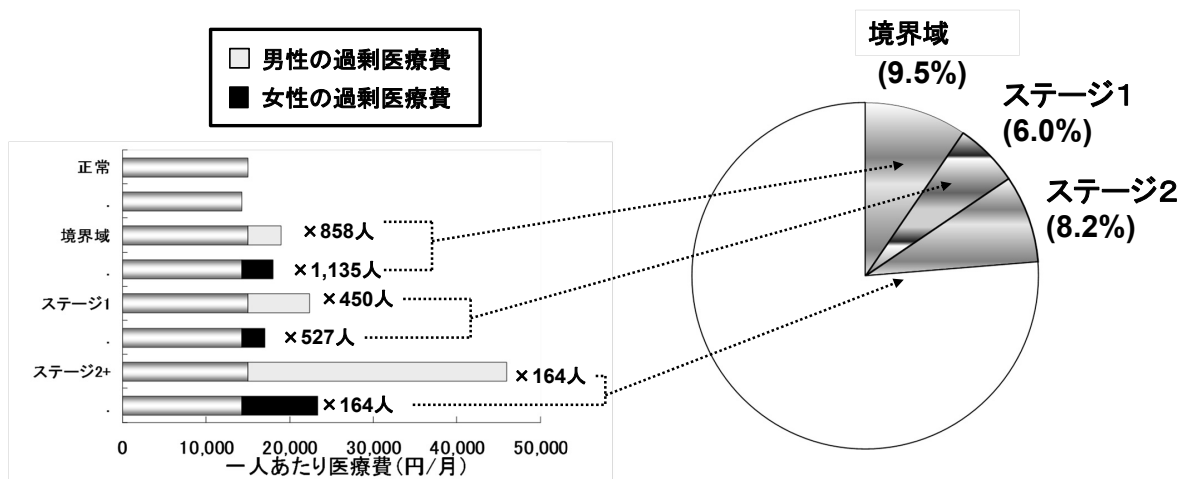 男性の過剰医療費
女性の過剰医療費
境界域
(9.5%)
ステージ1
(6.0%)
ステージ2
(8.2%)
正常
.
境界域
×858人
.
×1,135人
ステージ1
×450人
.
×527人
ステージ2+
×164人
.
×164人
0 10,000 20,000 30,000 40,000 50,000
一人あたり医療費(円/月)